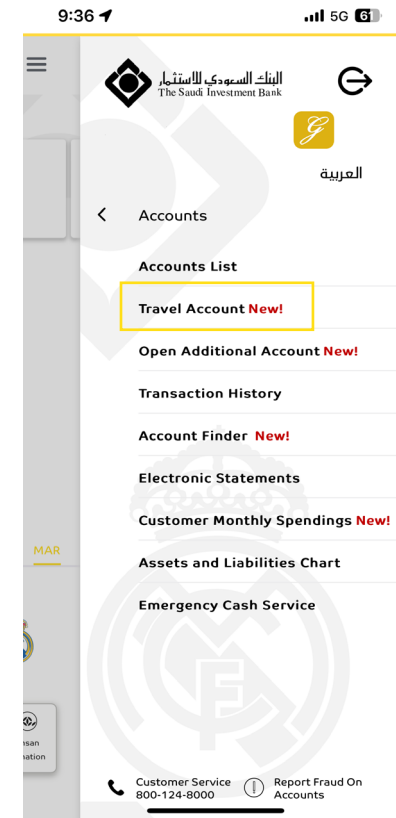 9:36
5G 61
البنك السعودي للاستثمار
The Saudi Investment Bank
العربية
Accounts
Accounts List
Travel Account New!
Open Additional Account New!
Transaction History
Account Finder New!
Electronic Statements
Customer Monthly Spendings New!
MAR
Assets and Liabilities Chart
Emergency Cash Service
Customer Service
800-124-8000
Report Fraud On
Accounts